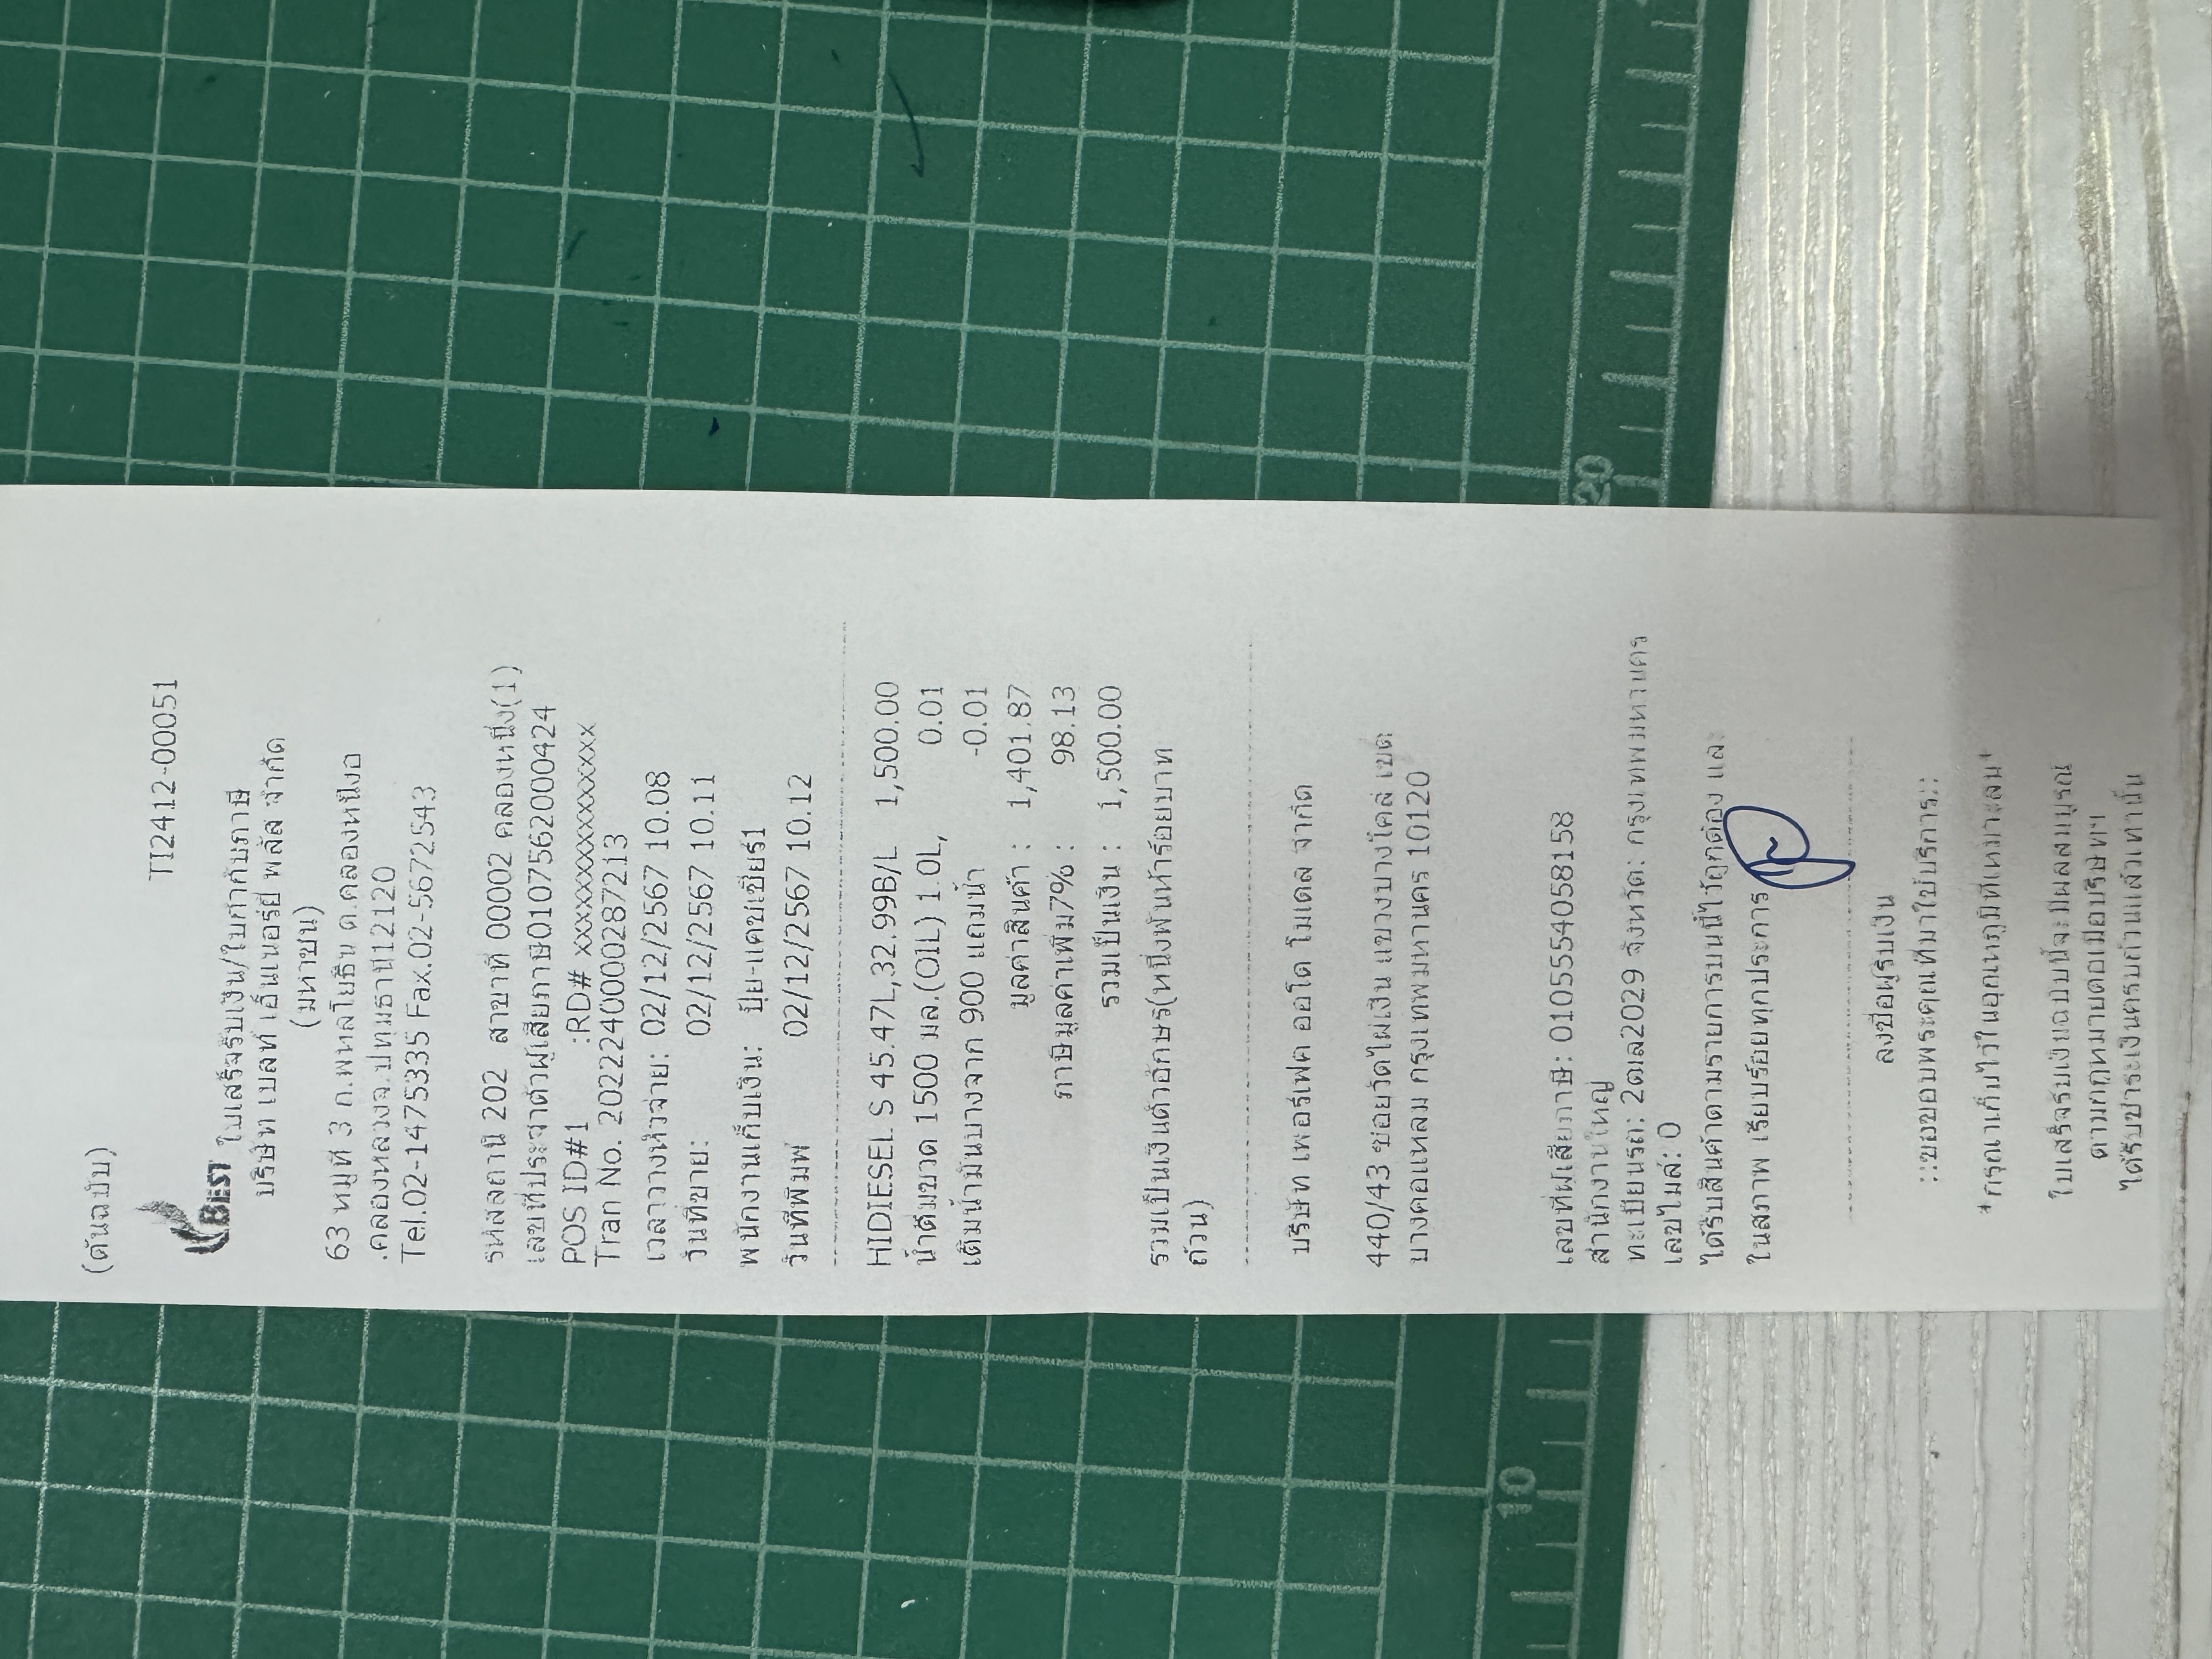 (ต้นฉบับ)
TI2412-00051
BEST
ใบเสร็จรับเงิน/ใบกำกับภาษี
บริษัท เบสท์ เอ็นเนอร์ยี่ พลัส จำกัด
(มหาชน)
63 หมู่ที่ 3 ถ.พหลโยธิน ต.คลองหนึ่งอ
.คลองหลวงจ.ปทุมธานี12120
Tel.02-1475335 Fax.02-5672543
รหัสสถานี 202 สาขาที่ 00002 คลองหนึ่ง(1)
เลขที่ประจำตัวผู้เสียภาษี0107562000424
POS ID#1 :RD# xxxxxxxxxxxxxxx
Tran No. 2022240000287213
เวลาวางหัวจ่าย: 02/12/2567 10.08
วันที่ขาย: 02/12/2567 10.11
พนักงานเก็บเงิน: ปุ้ย-แคชเชียร์1
วันที่พิมพ์ 02/12/2567 10.12
HIDIESEL S 45.47L,32.99B/L 1,500.00
น้ำดื่มขวด 1500 มล.(OIL) 1.0L, 0.01
เติมน้ำมันบางจาก 900 แถมน้ำ -0.01
มูลค่าสินค้า : 1,401.87
ภาษีมูลค่าเพิ่ม7% : 98.13
รวมเป็นเงิน : 1,500.00
รวมเป็นเงินตัวอักษร(หนึ่งพันห้าร้อยบาท
ถ้วน)
บริษัท เพอร์เฟค ออโต โมเดล จำกัด
440/43 ซอยวัดไผ่เงิน แขวงบางโคล่ เขต
บางคอแหลม กรุงเทพมหานคร 10120
เลขที่ผู้เสียภาษี: 0105554058158
สำนักงานใหญ่
ทะเบียนรถ: 2ฒล2029 จังหวัด: กรุงเทพมหานคร
เลขไมล์: 0
ได้รับสินค้าตามรายการบนนี้ไว้ถูกต้อง และ
ในสภาพ เรียบร้อยทุกประการ
ลงชื่อผู้รับเงิน
::ขอขอบพระคุณที่มาใช้บริการ::
*กรุณาเก็บไว้ในอุณหภูมิที่เหมาะสม*
ใบเสร็จรับเงินฉบับนี้จะมีผลสมบูรณ์
ตามกฎหมายต่อเมื่อบริษัทฯ
ได้รับชำระเงินครบถ้วนแล้วเท่านั้น
10
20